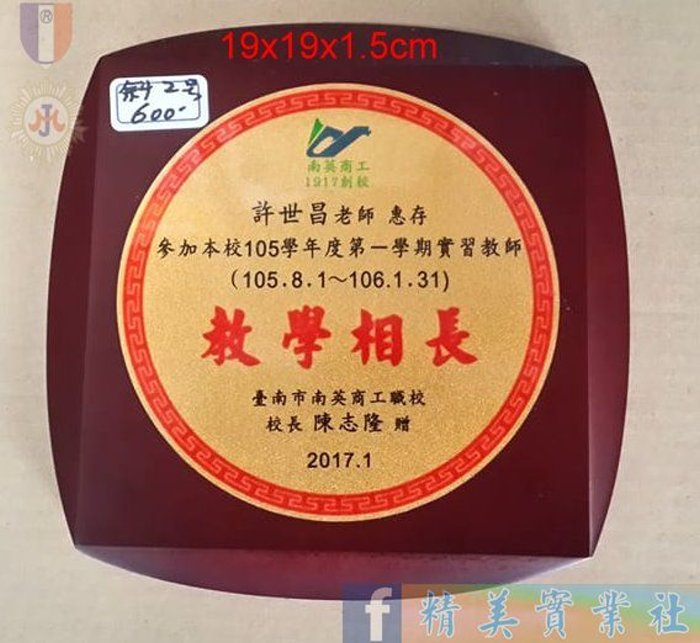 19x19x1.5cm
斜2号
600-
南英商工
1917創校
許世昌老師 惠存
參加本校105學年度第一學期實習教師
(105.8.1～106.1.31)
教學相長
臺南市南英商工職校
校長 陳志隆 贈
2017.1
f 精美實業社